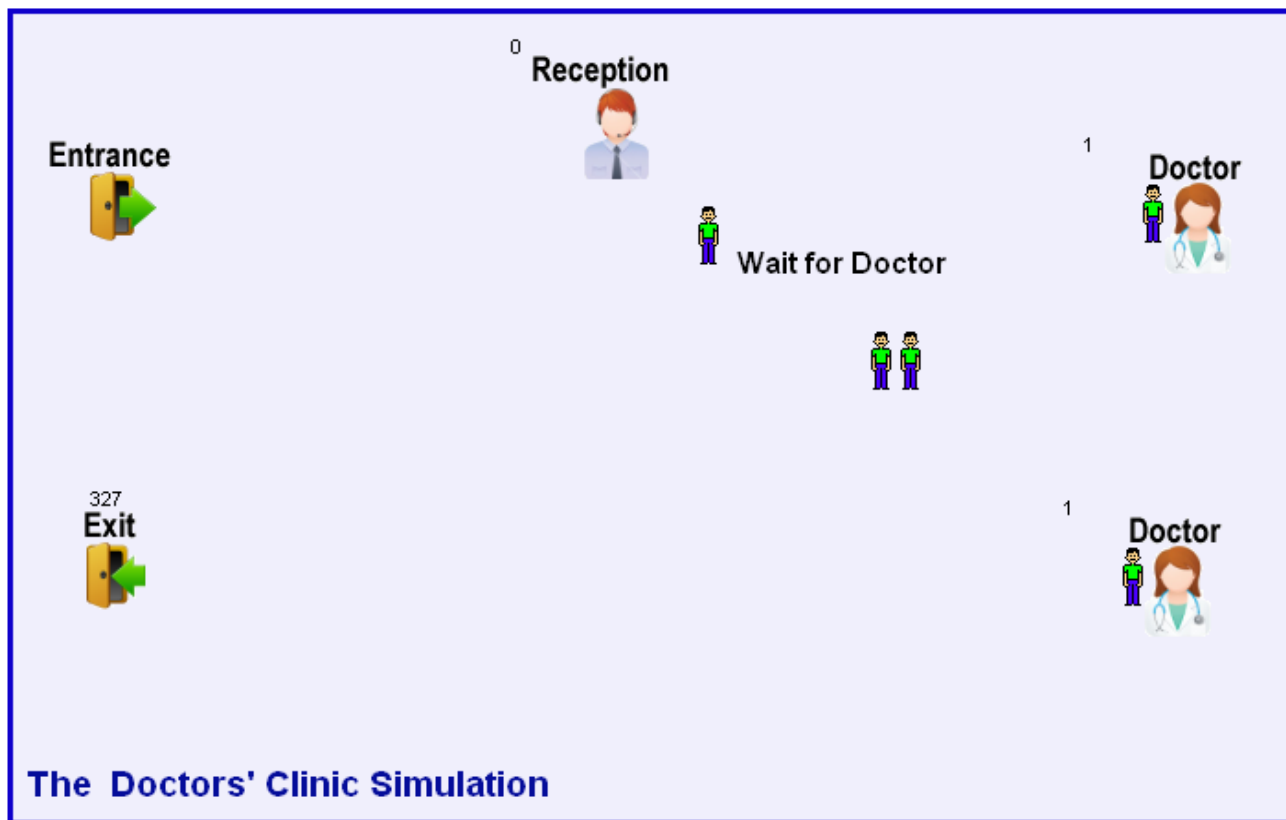 0
Reception
Entrance
1
Doctor
Wait for Doctor
327
Exit
1
Doctor
The Doctors' Clinic Simulation